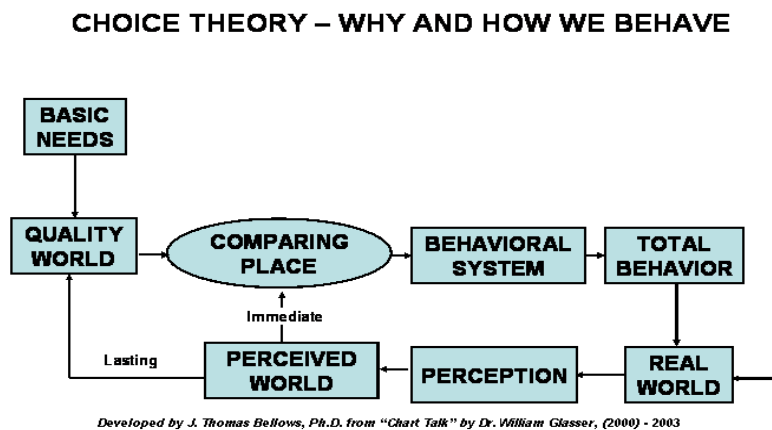 CHOICE THEORY – WHY AND HOW WE BEHAVE
BASIC
NEEDS
QUALITY
WORLD
COMPARING
PLACE
BEHAVIORAL
SYSTEM
TOTAL
BEHAVIOR
Immediate
Lasting
PERCEIVED
WORLD
PERCEPTION
REAL
WORLD
Developed by J. Thomas Bellows, Ph.D. from “Chart Talk” by Dr. William Glasser, (2000) - 2003